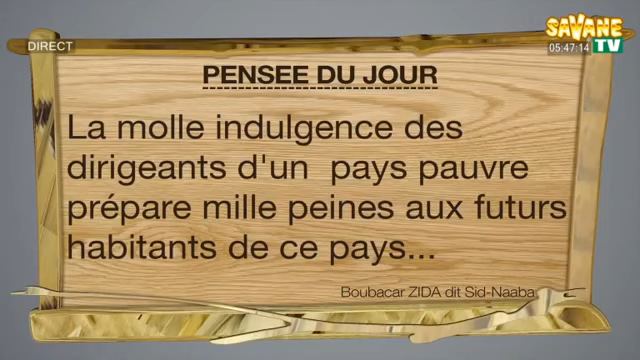 DIRECT
SAVANE
TV
05:47:14
PENSEE DU JOUR
La molle indulgence des
dirigeants d'un pays pauvre
prépare mille peines aux futurs
habitants de ce pays...
Boubacar ZIDA dit Sid-Naaba